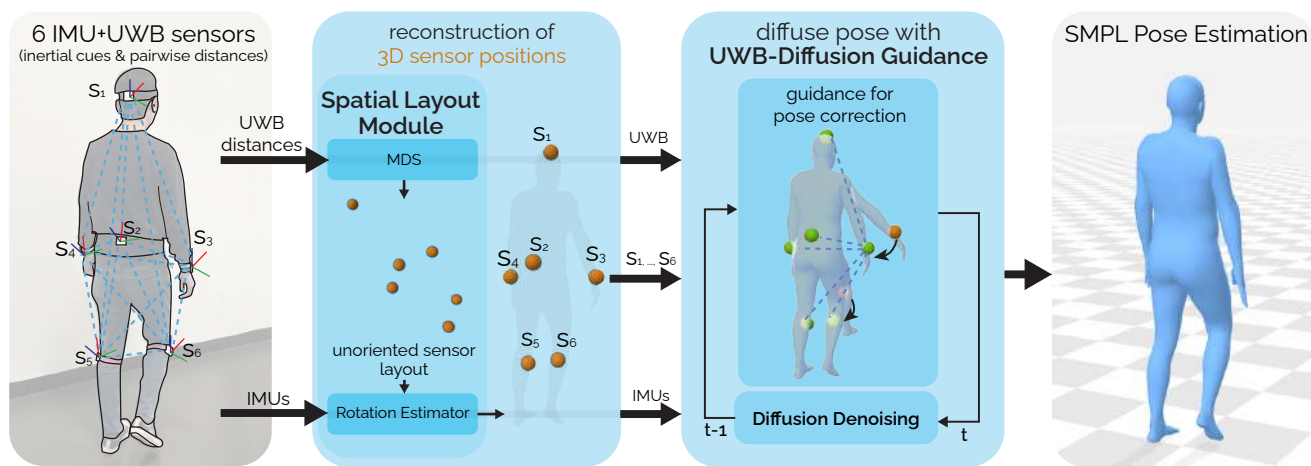 6 IMU+UWB sensors
(inertial cues & pairwise distances)
S1
S2
S3
S4
S5
S6
UWB
distances
IMUs
reconstruction of
3D sensor positions
Spatial Layout
Module
MDS
unoriented sensor
layout
Rotation Estimator
S1
S2
S3
S4
S5
S6
UWB
S1, ..., S6
IMUs
diffuse pose with
UWB-Diffusion Guidance
guidance for
pose correction
Diffusion Denoising
t-1
t
SMPL Pose Estimation